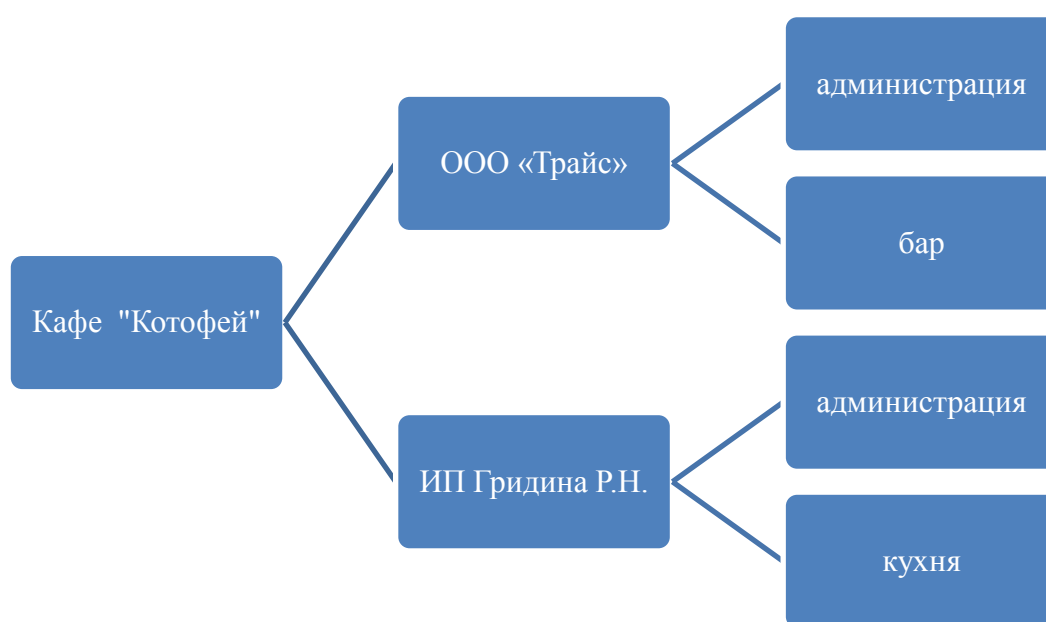 Кафе "Котофей"
ООО «Трайс»
администрация
бар
ИП Гридина Р.Н.
администрация
кухня